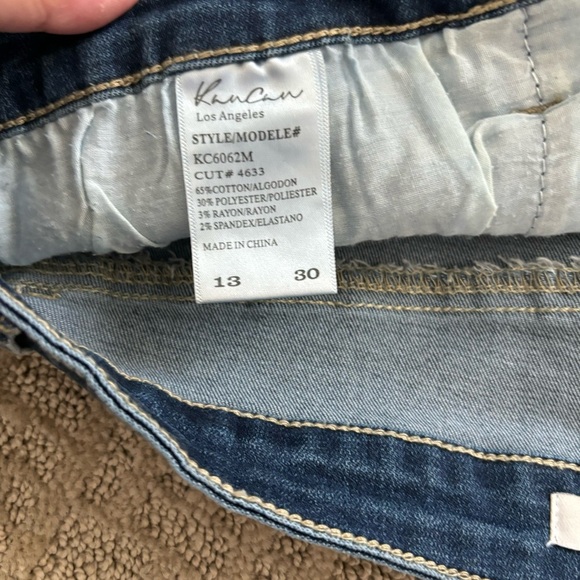 KanCan
Los Angeles
STYLE/MODELE#
KC6062M
CUT# 4633
65%COTTON/ALGODON
30% POLYESTER/POLIESTER
3% RAYON/RAYON
2% SPANDEX/ELASTANO
MADE IN CHINA
13 30